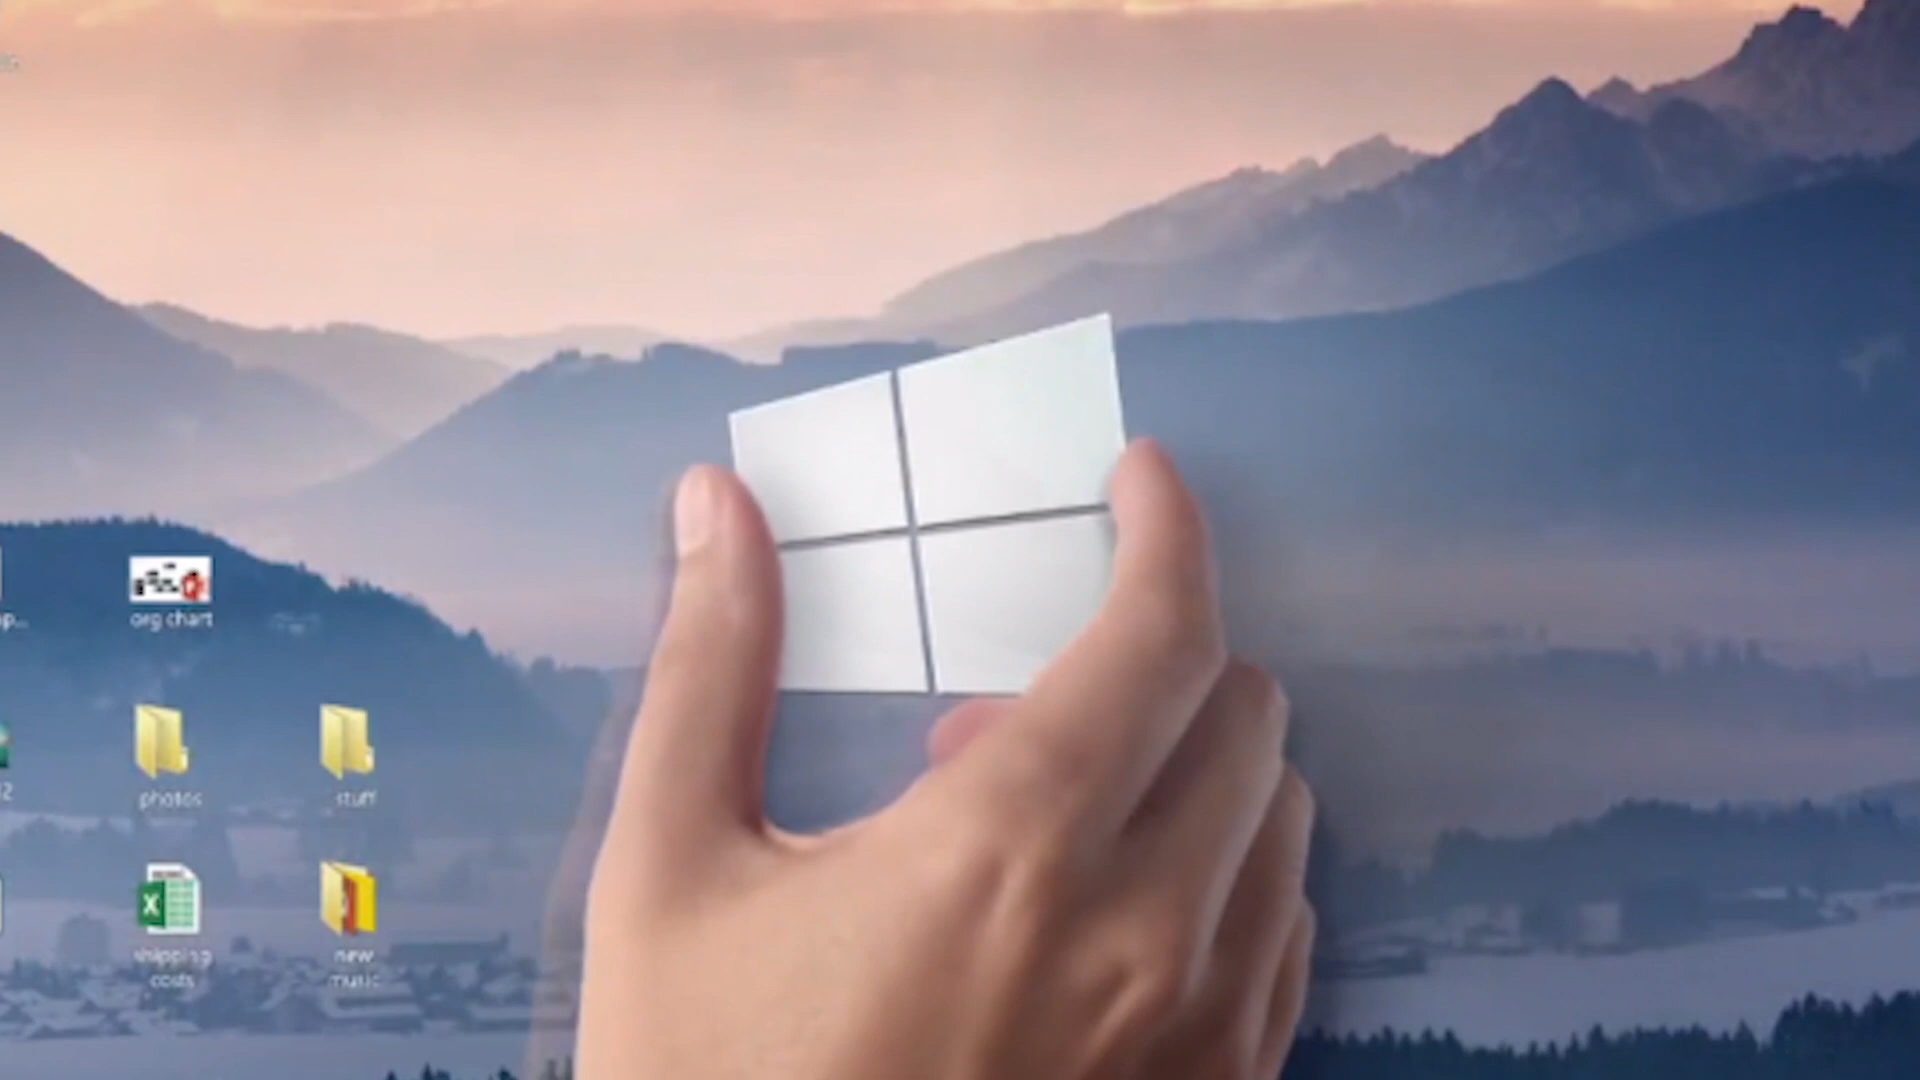 org chart
photos
stuff
shipping
costs
new
music